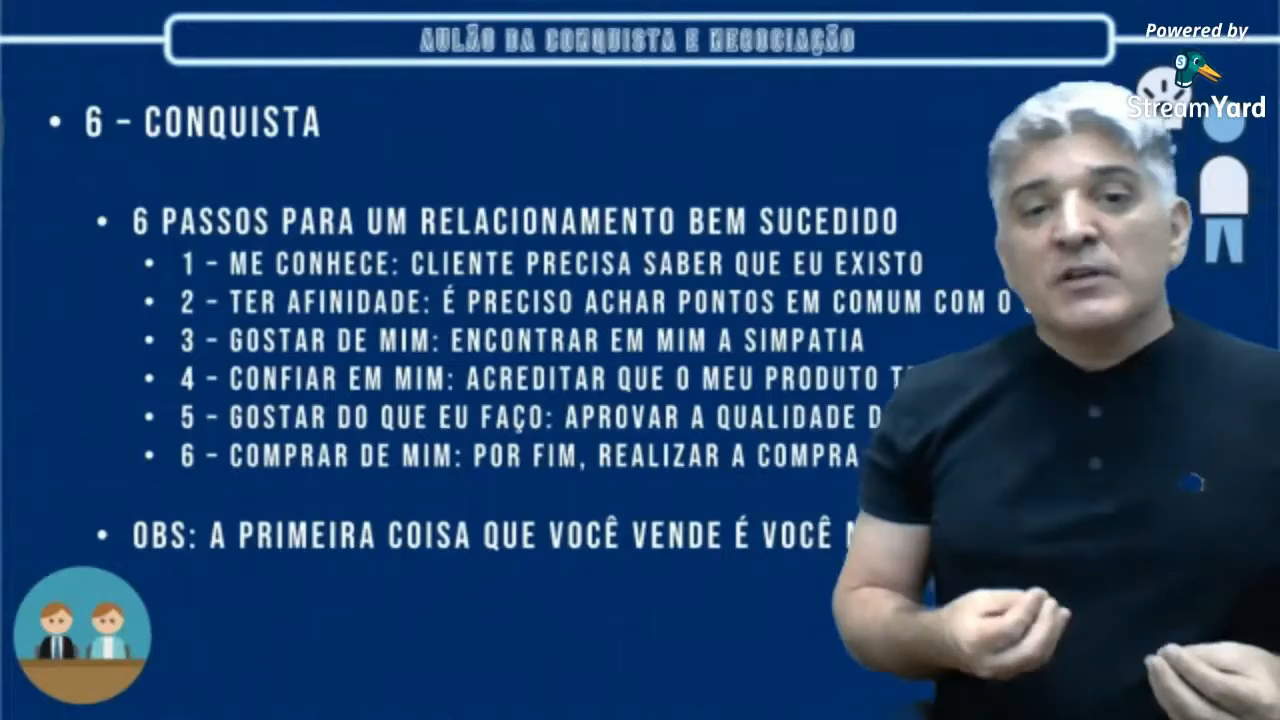 AULÃO DA CONQUISTA E NEGOCIAÇÃO
Powered by
StreamYard
• 6 – CONQUISTA
• 6 PASSOS PARA UM RELACIONAMENTO BEM SUCEDIDO
• 1 – ME CONHECE: CLIENTE PRECISA SABER QUE EU EXISTO
• 2 – TER AFINIDADE: É PRECISO ACHAR PONTOS EM COMUM COM O
• 3 – GOSTAR DE MIM: ENCONTRAR EM MIM A SIMPATIA
• 4 – CONFIAR EM MIM: ACREDITAR QUE O MEU PRODUTO
• 5 – GOSTAR DO QUE EU FAÇO: APROVAR A QUALIDADE
• 6 – COMPRAR DE MIM: POR FIM, REALIZAR A COMPRA
• OBS: A PRIMEIRA COISA QUE VOCÊ VENDE É VOCÊ